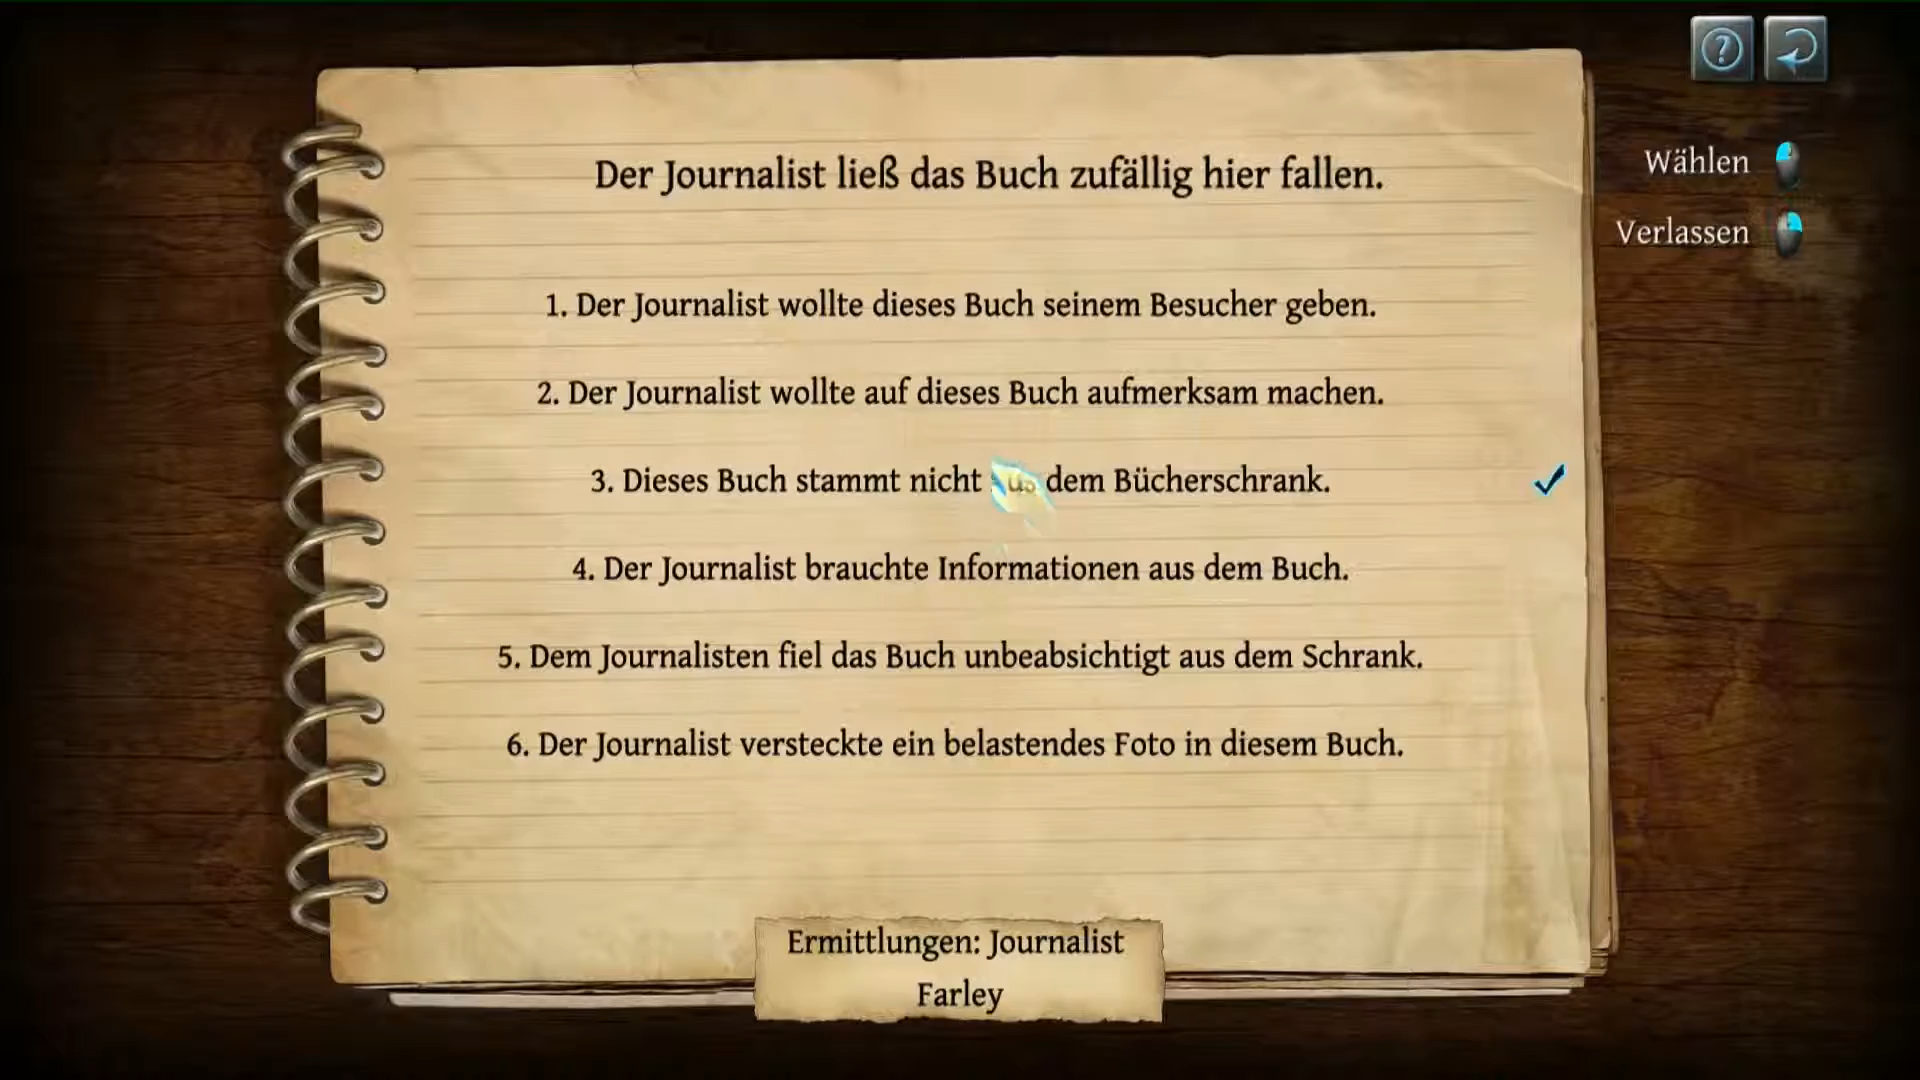 Der Journalist ließ das Buch zufällig hier fallen.
Wählen
Verlassen
1. Der Journalist wollte dieses Buch seinem Besucher geben.
2. Der Journalist wollte auf dieses Buch aufmerksam machen.
3. Dieses Buch stammt nicht aus dem Bücherschrank.
4. Der Journalist brauchte Informationen aus dem Buch.
5. Dem Journalisten fiel das Buch unbeabsichtigt aus dem Schrank.
6. Der Journalist versteckte ein belastendes Foto in diesem Buch.
Ermittlungen: Journalist
Farley